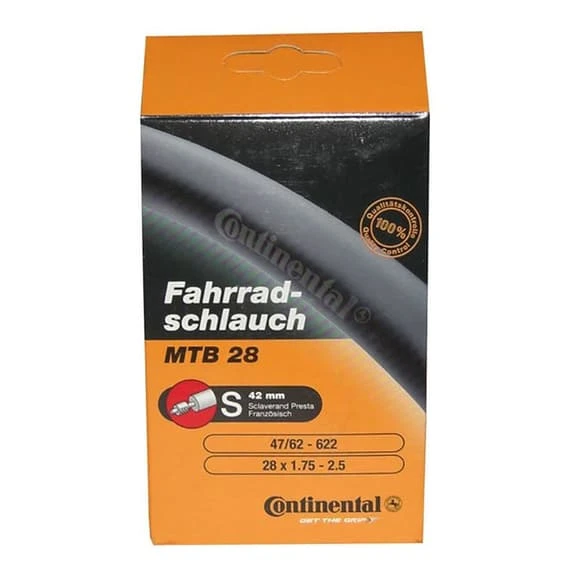 Qualitätskontrolle
100%
Quality-Control
Continental
Fahrrad-
schlauch
MTB 28
S
42 mm
Sclaverand Presta
Französisch
47/62 - 622
28 x 1.75 - 2.5
Continental
GET THE GRIP